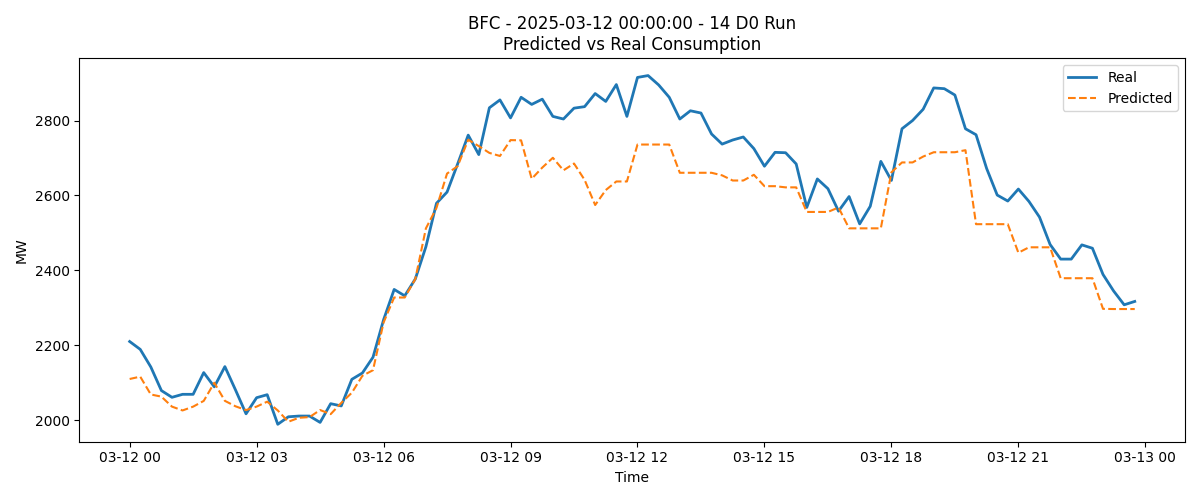 BFC - 2025-03-12 00:00:00 - 14 D0 Run
Predicted vs Real Consumption
Real
Predicted
MW
2800
2600
2400
2200
2000
03-12 00
03-12 03
03-12 06
03-12 09
03-12 12
03-12 15
03-12 18
03-12 21
03-13 00
Time